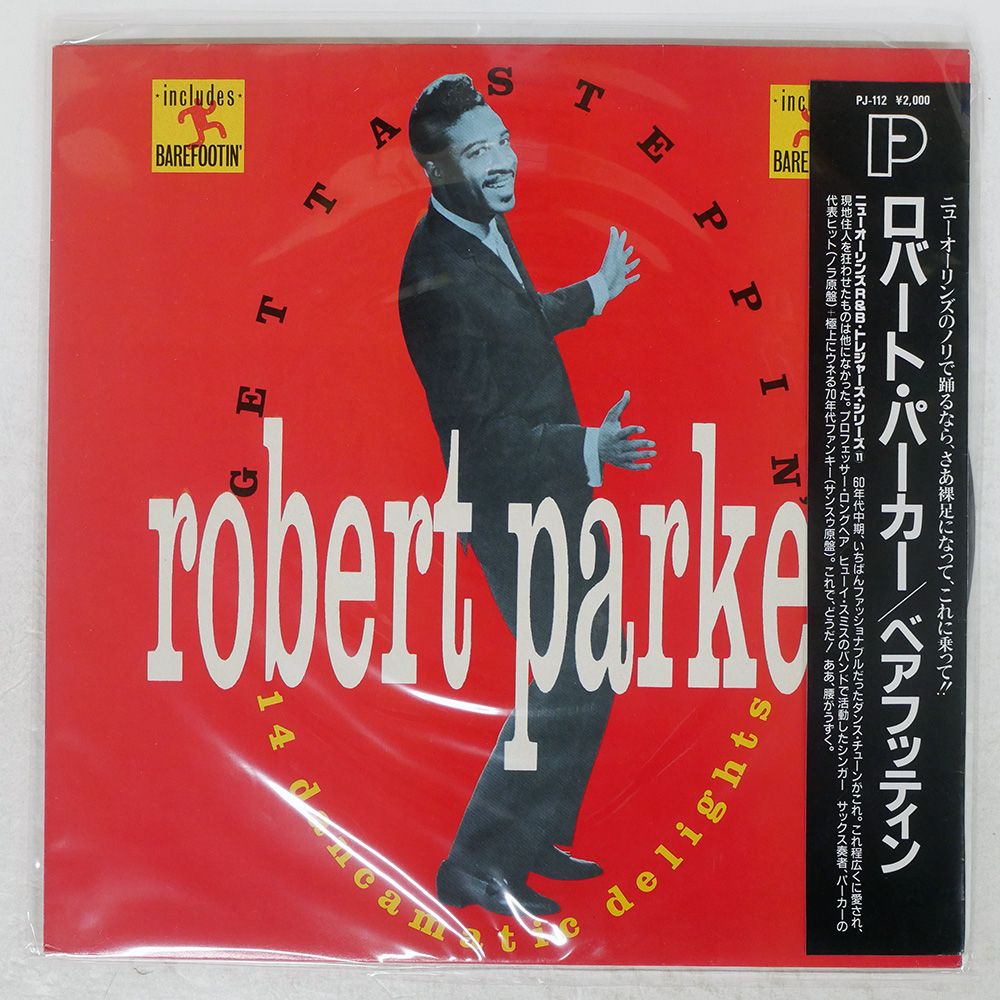 includes
BAREFOOTIN'
inc
BAREF
GET TA STEPPIN'
robert parke
14 dancamatic delights
PJ-112 ¥2,000
P
ニューオーリンズのノリで踊るなら、さあ裸足になって、これに乗って!!
ロバート・パーカー/ベアフッティン
ニューオーリンズR&B・トレジャーズ・シリーズ11 60年代中期、いちばんファッショナブルだったダンス・チューンがこれ。これ程広くに愛され、
現地住人を狂わせたものは他になかった。プロフェッサー・ロングヘア ヒューイ・スミスのバンドで活動したシンガー サックス奏者、パーカーの
代表ヒット(ノラ原盤)+極上にウネる70年代ファンキー(サンスゥ原盤)。これで、どうだ! ああ、腰がうずく。